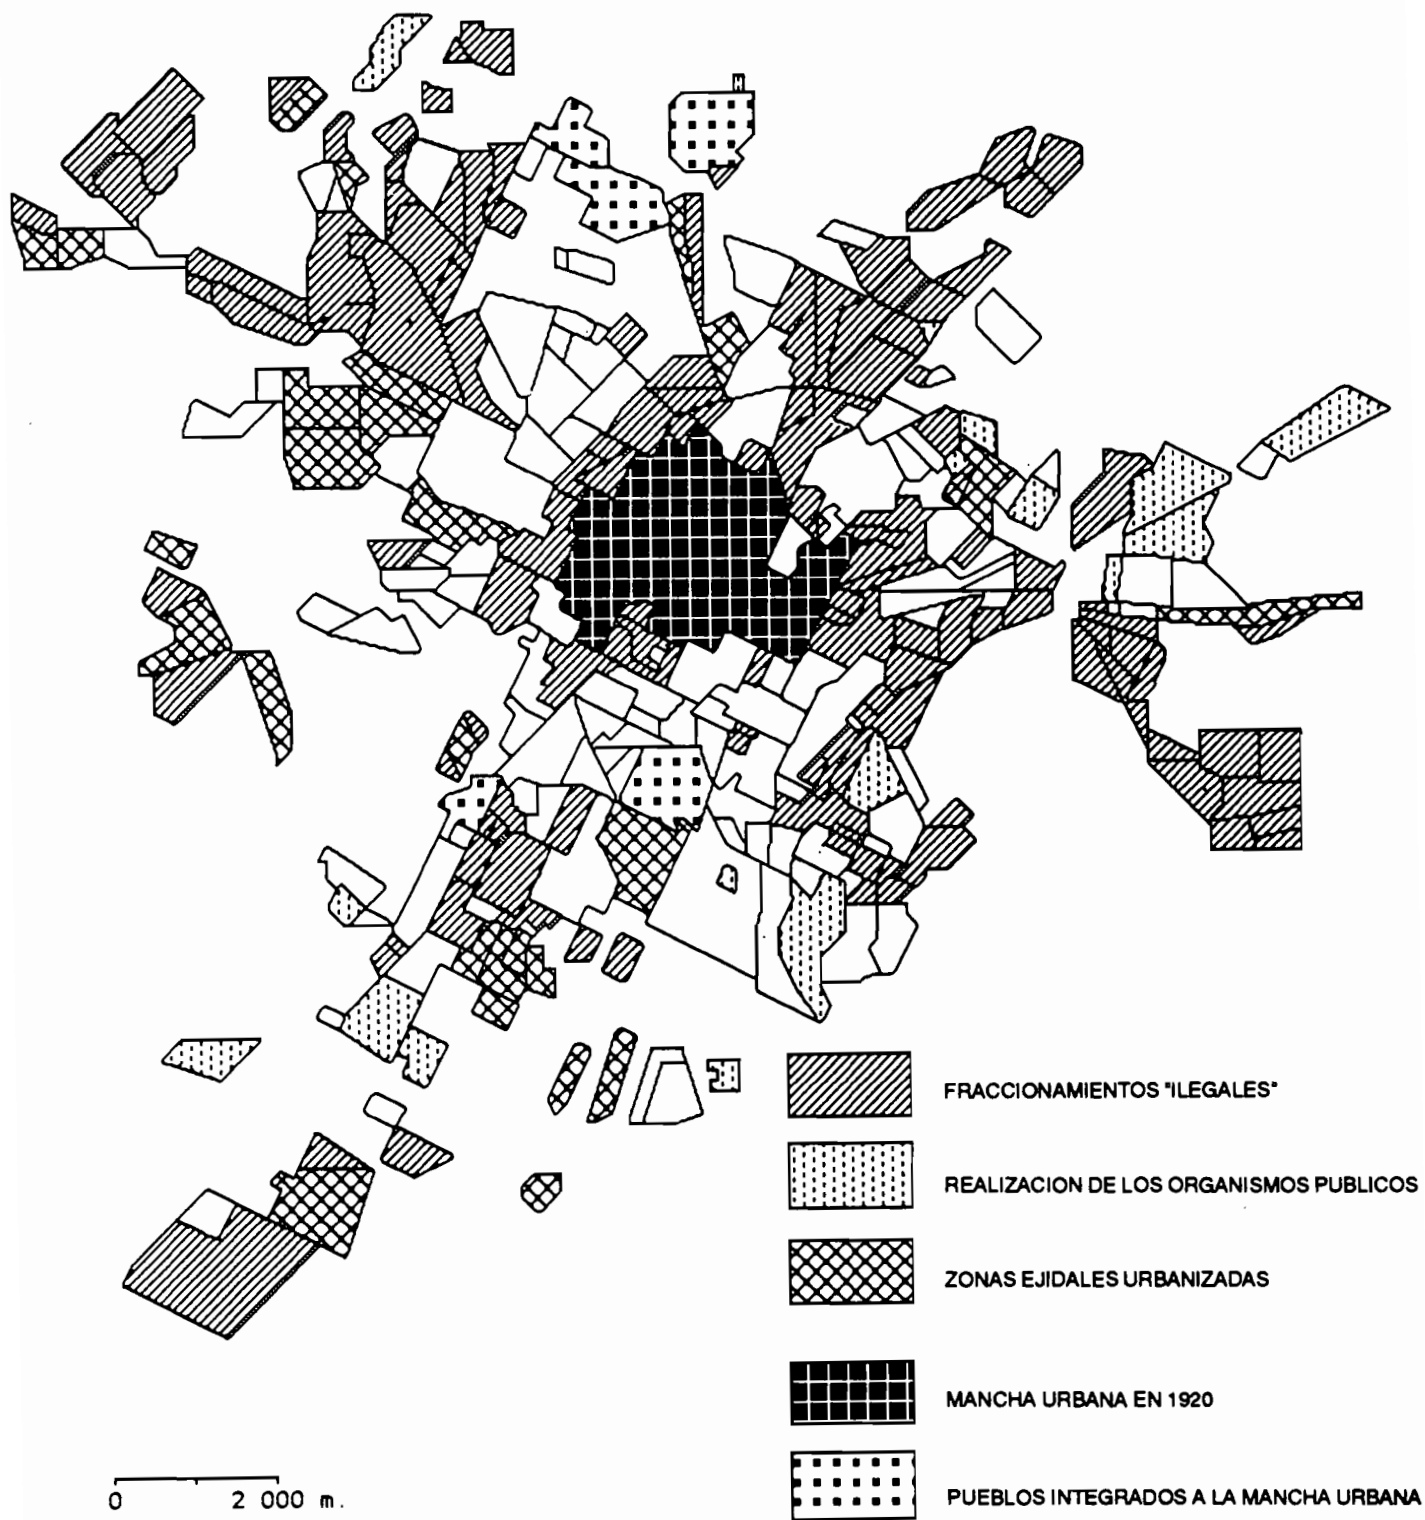 FRACCIONAMIENTOS "ILEGALES"
REALIZACION DE LOS ORGANISMOS PUBLICOS
ZONAS EJIDALES URBANIZADAS
MANCHA URBANA EN 1920
PUEBLOS INTEGRADOS A LA MANCHA URBANA
0 2 000 m.